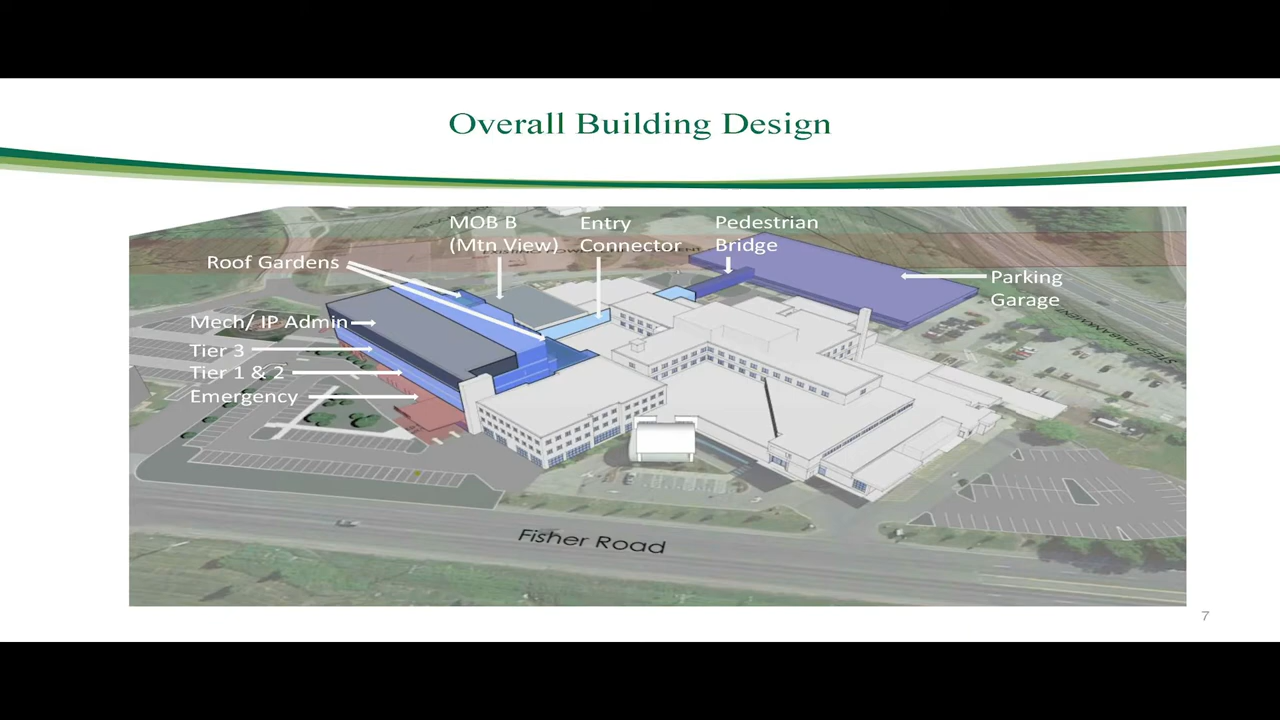 Overall Building Design
MOB B
(Mtn View)
Entry
Connector
Pedestrian
Bridge
Roof Gardens
Parking
Garage
Mech/ IP Admin
Tier 3
Tier 1 & 2
Emergency
Fisher Road
7